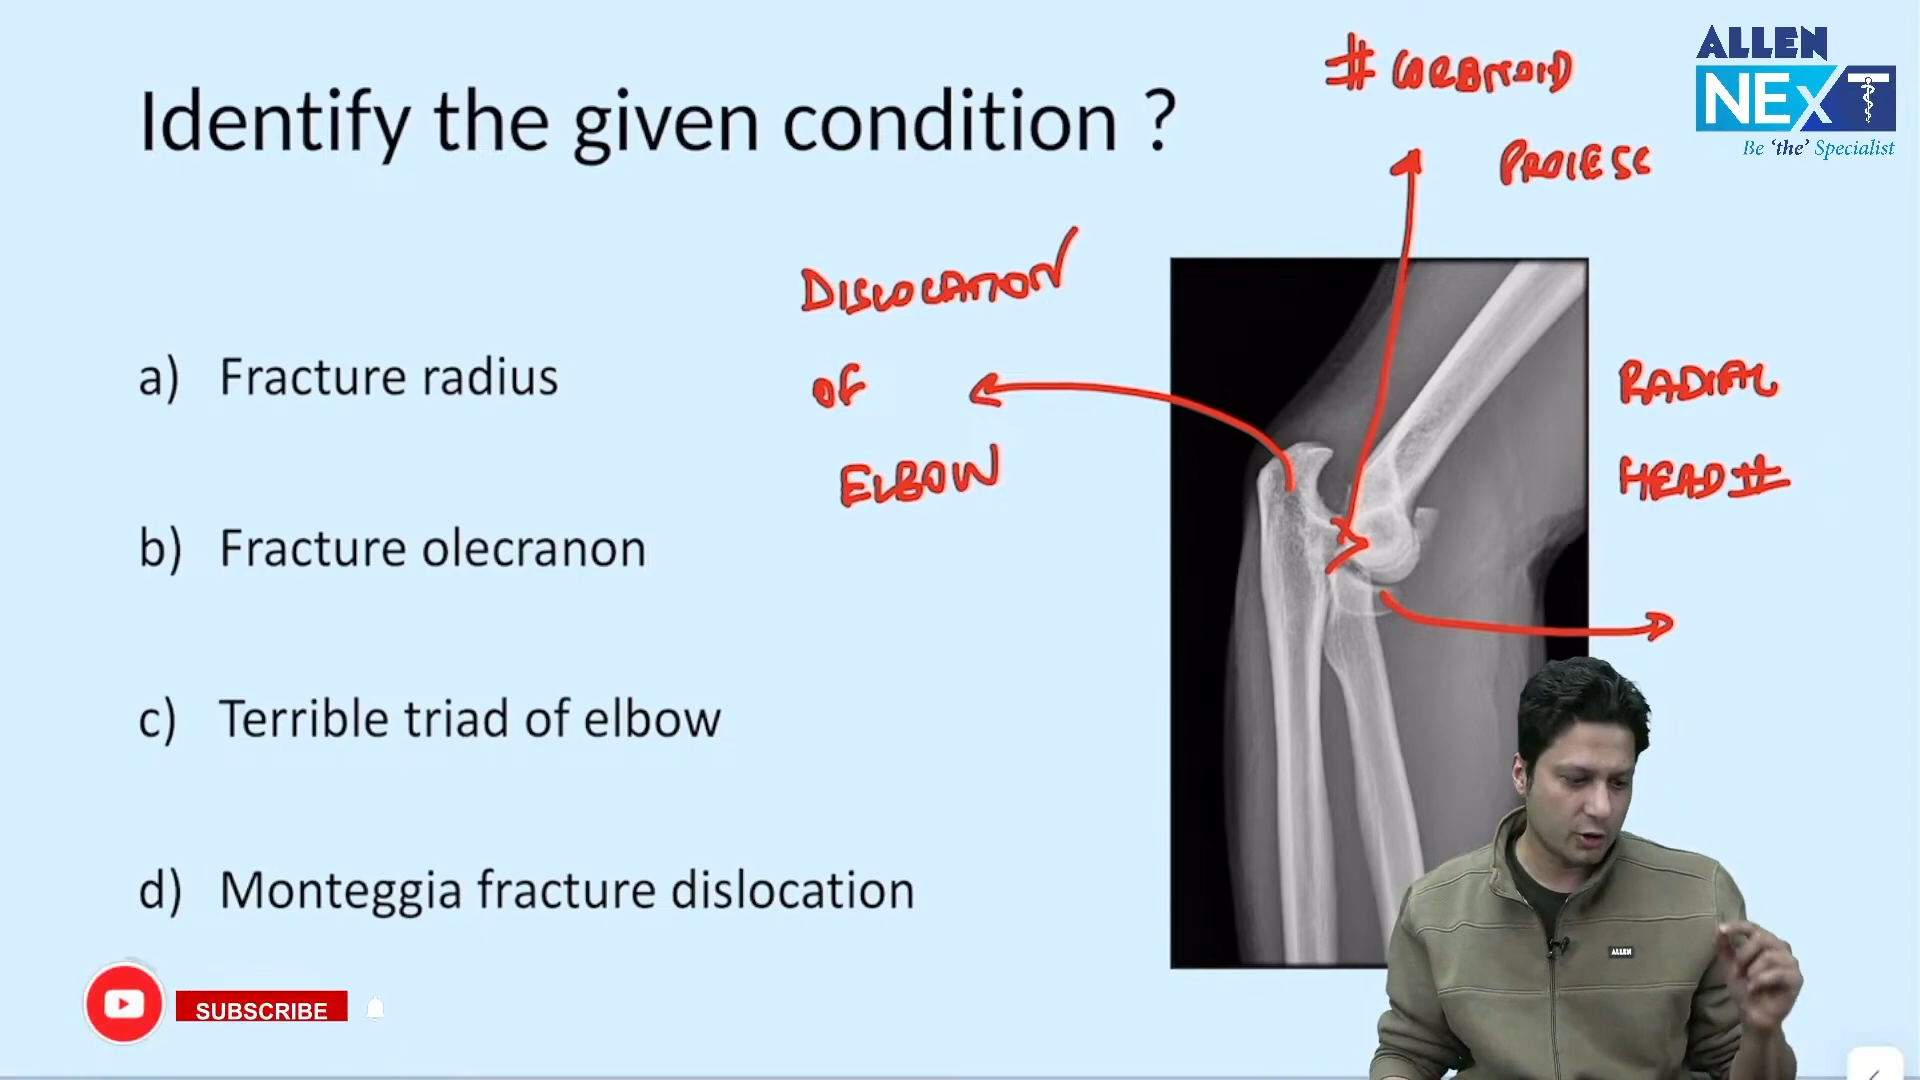 ALLEN
NEXT
Be 'the' Specialist
# CORONOID
PROCESS
Identify the given condition ?
DISLOCATION
OF
ELBOW
RADIAL
HEAD #
a) Fracture radius
b) Fracture olecranon
c) Terrible triad of elbow
d) Monteggia fracture dislocation
SUBSCRIBE
ALLEN